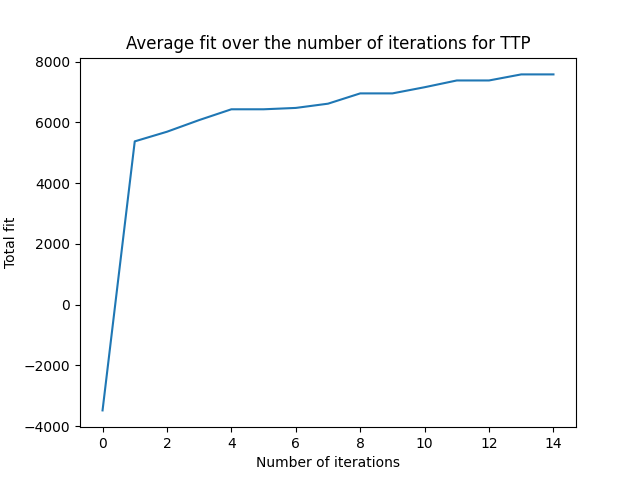 Average fit over the number of iterations for TTP
8000
6000
4000
2000
0
−2000
−4000
Total fit
0 2 4 6 8 10 12 14
Number of iterations